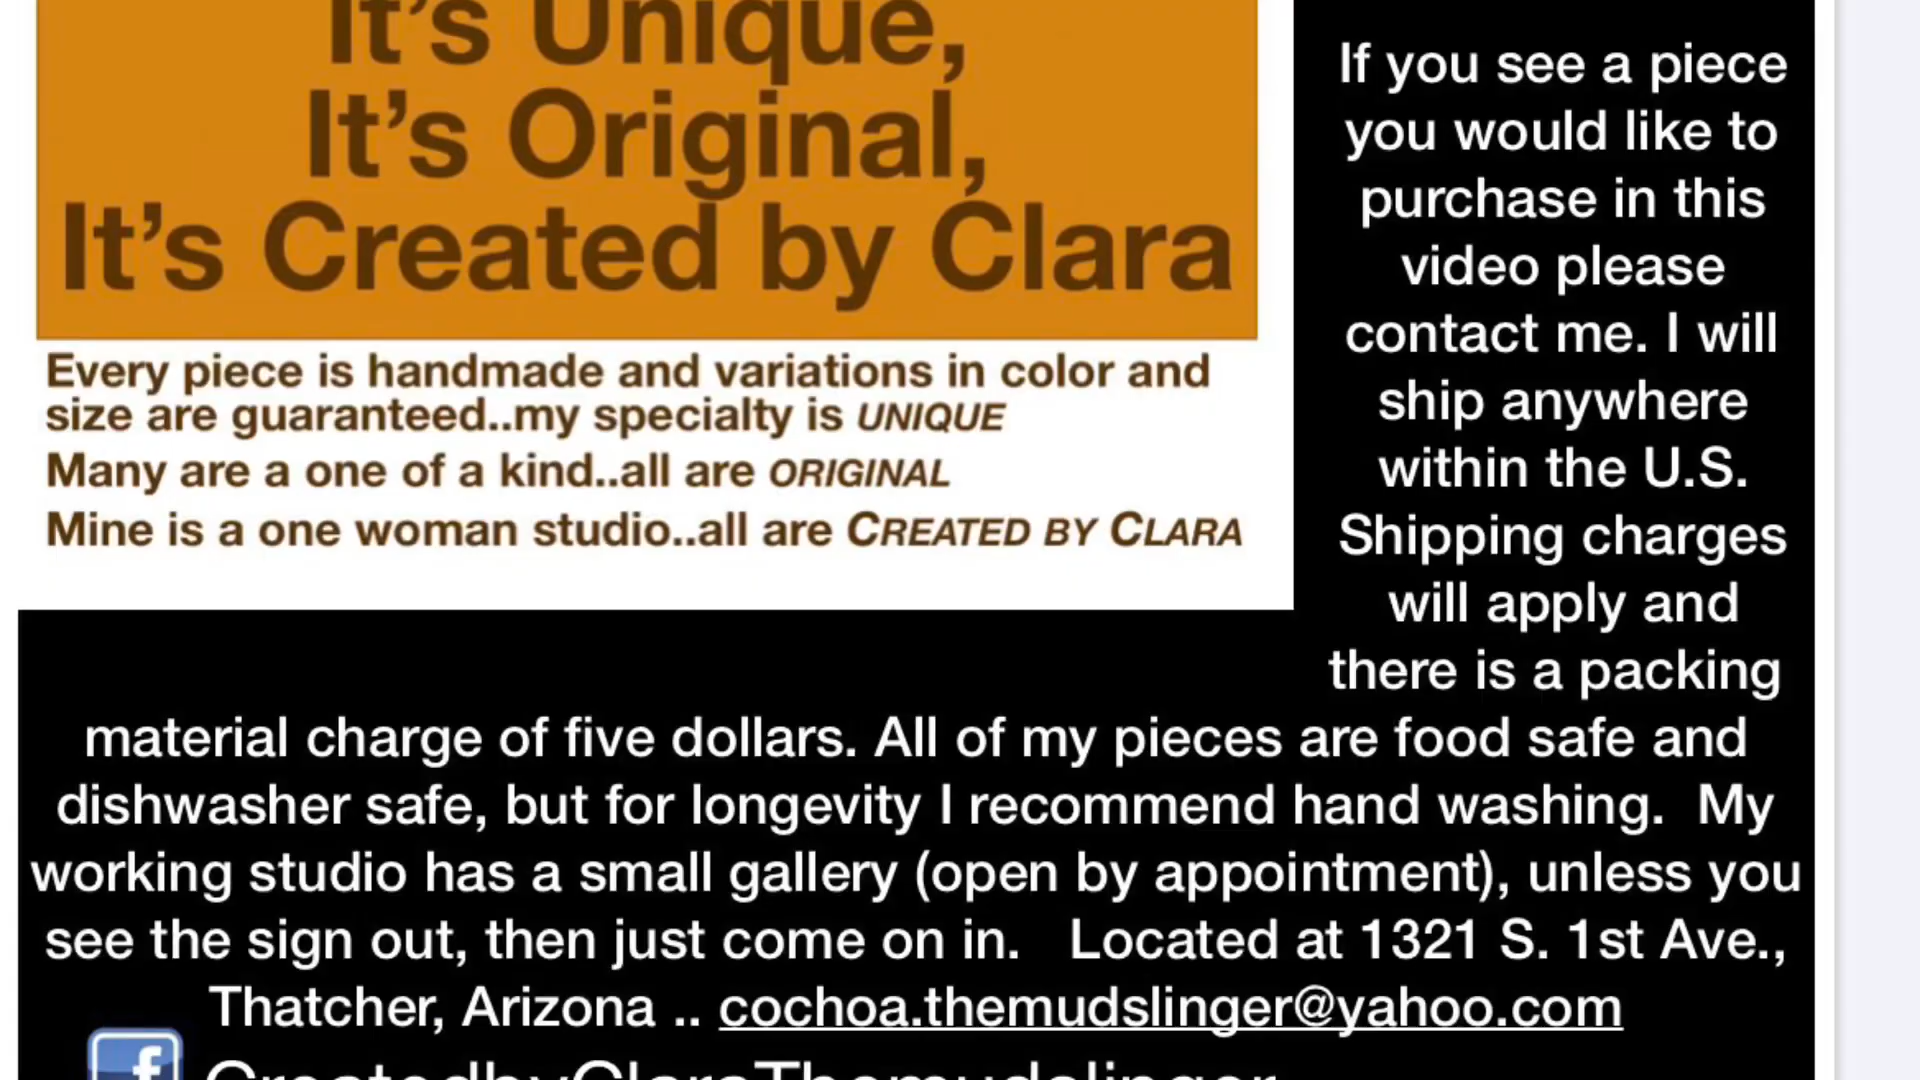 It’s Unique,
It’s Original,
It’s Created by Clara
Every piece is handmade and variations in color and
size are guaranteed..my specialty is UNIQUE
Many are a one of a kind..all are ORIGINAL
Mine is a one woman studio..all are CREATED BY CLARA
If you see a piece
you would like to
purchase in this
video please
contact me. I will
ship anywhere
within the U.S.
Shipping charges
will apply and
there is a packing
material charge of five dollars. All of my pieces are food safe and
dishwasher safe, but for longevity I recommend hand washing.  My
working studio has a small gallery (open by appointment), unless you
see the sign out, then just come on in.   Located at 1321 S. 1st Ave.,
Thatcher, Arizona .. cochoa.themudslinger@yahoo.com
f CreatedbyClaraThemudslinger